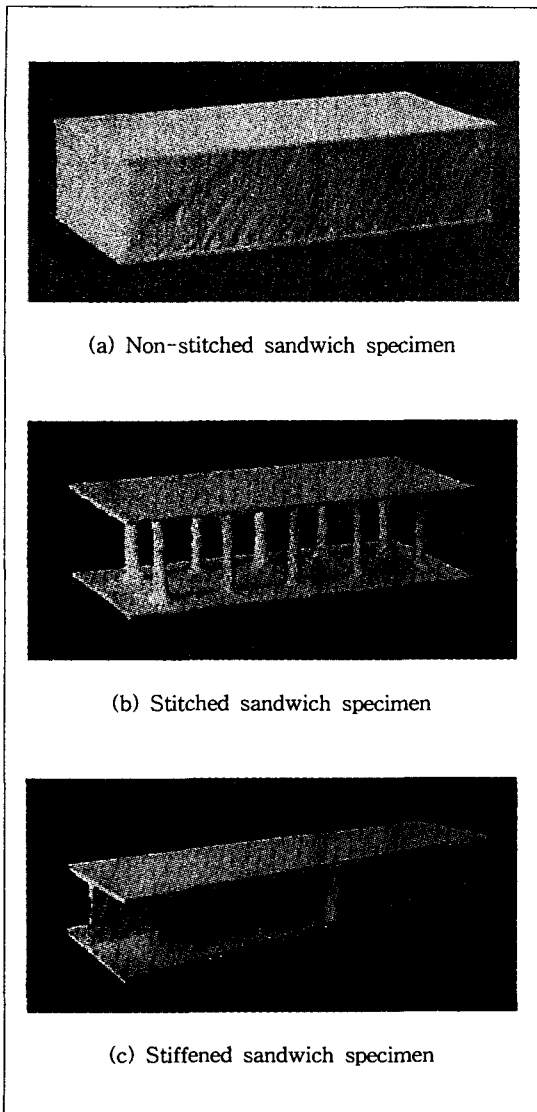 (a) Non-stitched sandwich specimen
(b) Stitched sandwich specimen
(c) Stiffened sandwich specimen